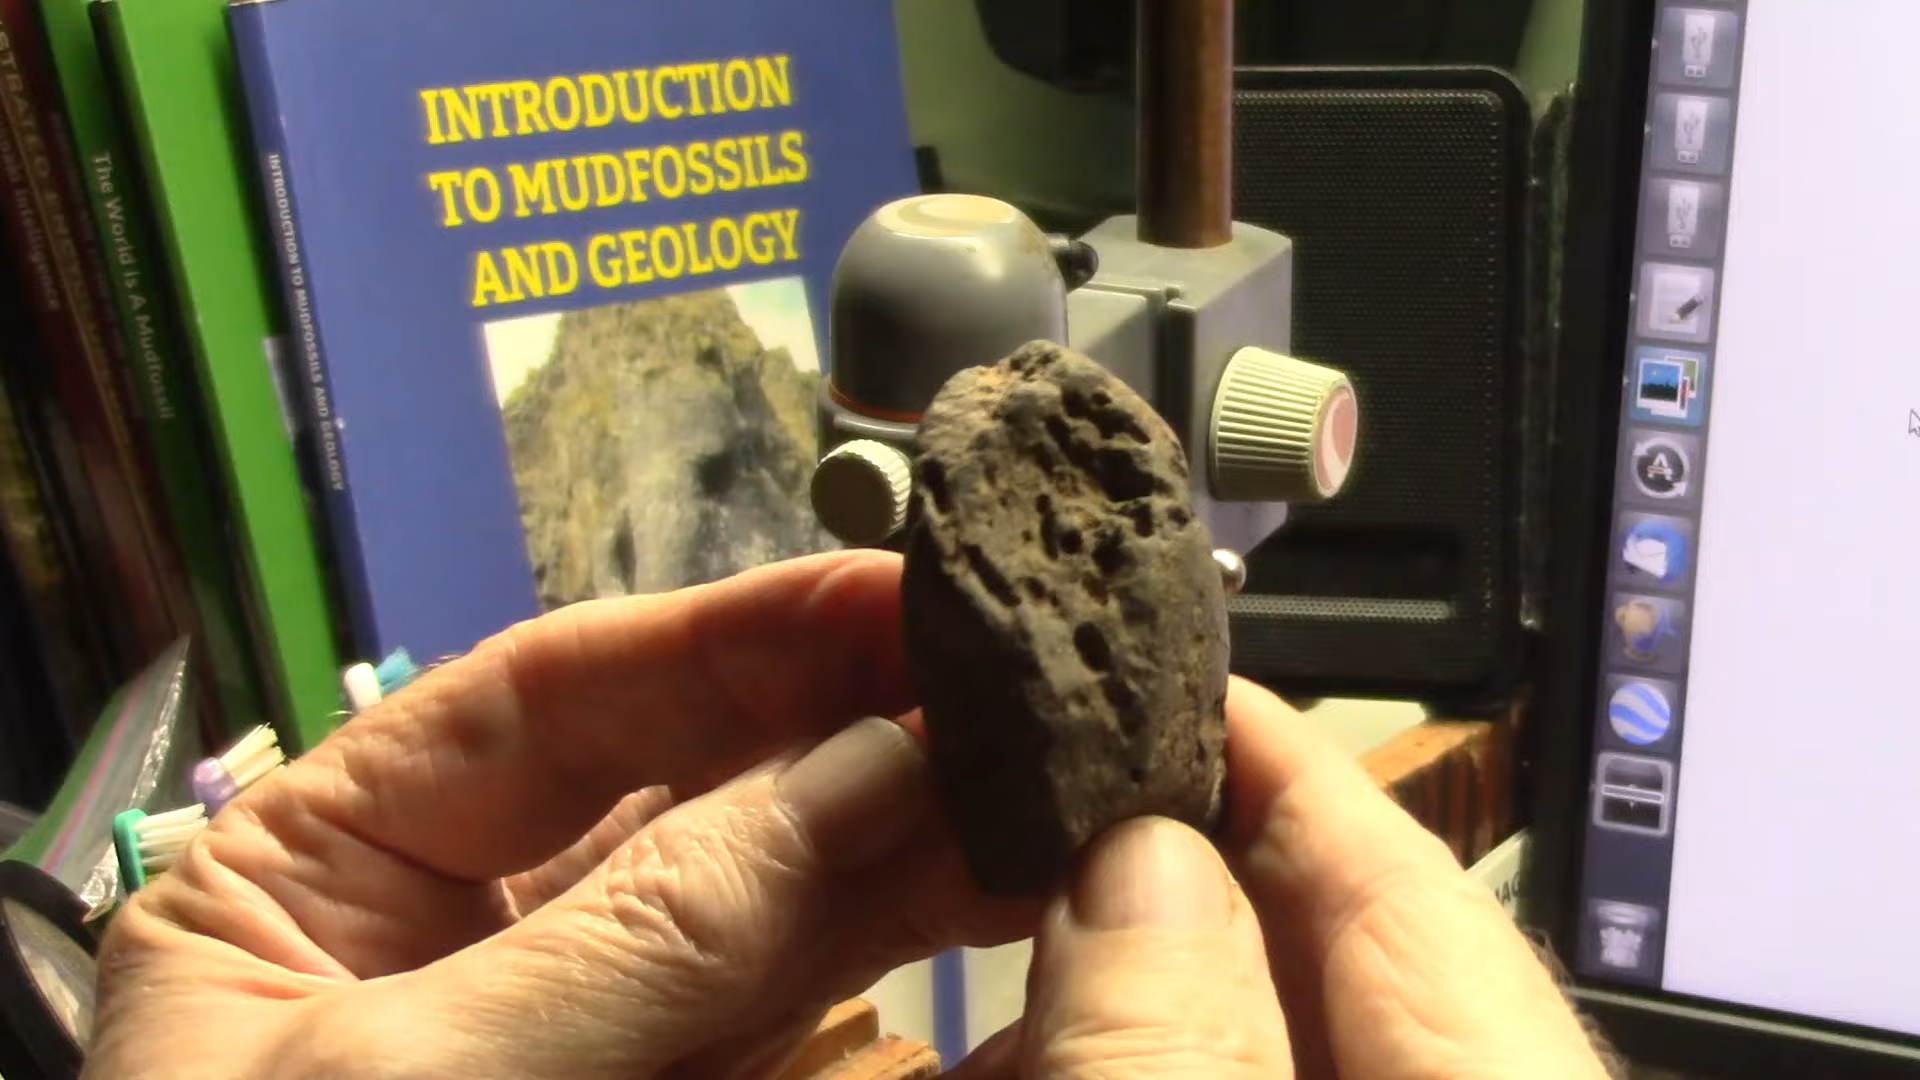 INTRODUCTION
TO MUDFOSSILS
AND GEOLOGY
INTRODUCTION TO MUDFOSSILS AND GEOLOGY
The World Is A Mudfossil